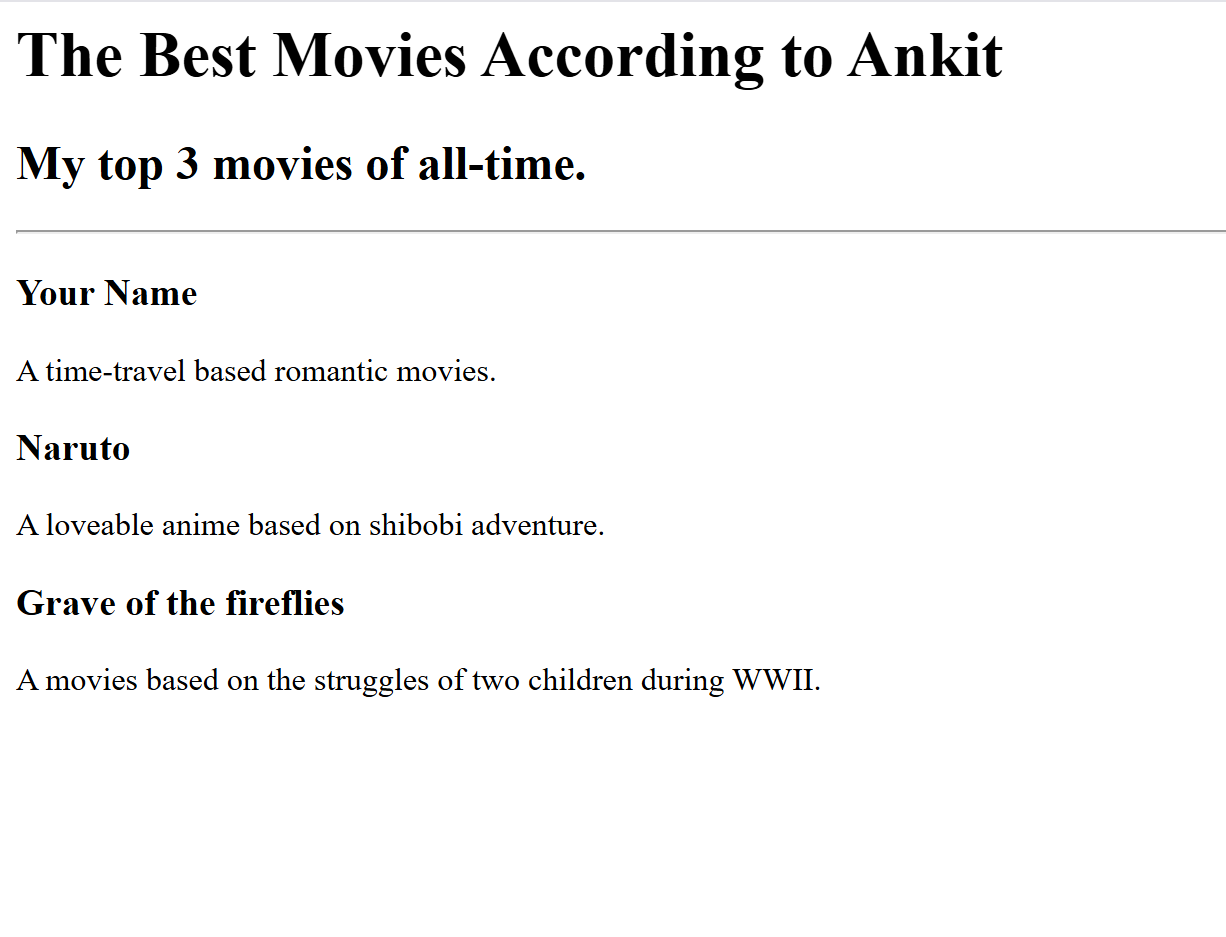 The Best Movies According to Ankit
My top 3 movies of all-time.
Your Name
A time-travel based romantic movies.
Naruto
A loveable anime based on shibobi adventure.
Grave of the fireflies
A movies based on the struggles of two children during WWII.